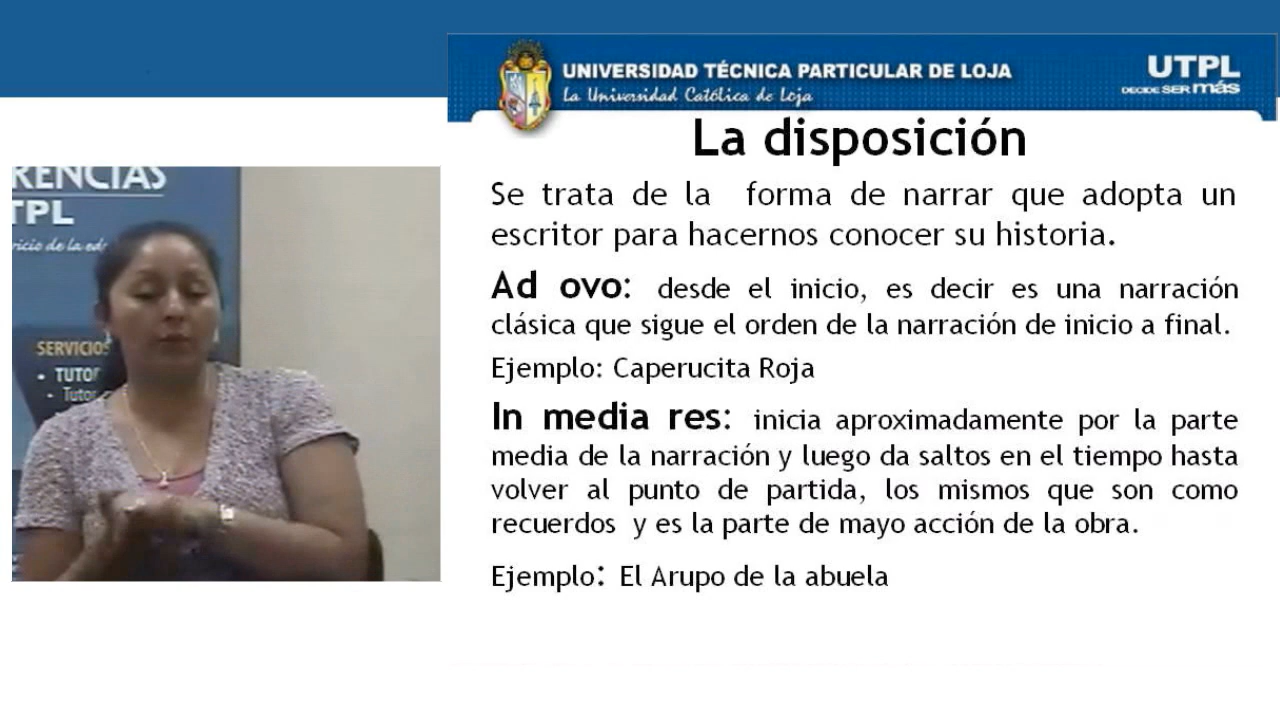 UNIVERSIDAD TÉCNICA PARTICULAR DE LOJA
La Universidad Católica de Loja
UTPL
DECIDE SER más
La disposición
Se trata de la forma de narrar que adopta un
escritor para hacernos conocer su historia.
Ad ovo: desde el inicio, es decir es una narración
clásica que sigue el orden de la narración de inicio a final.
Ejemplo: Caperucita Roja
In media res: inicia aproximadamente por la parte
media de la narración y luego da saltos en el tiempo hasta
volver al punto de partida, los mismos que son como
recuerdos y es la parte de mayo acción de la obra.
Ejemplo: El Arupo de la abuela
RENCIAS
TPL
ricio de la edu
SERVICIOS
• TUTOR
• Tutor